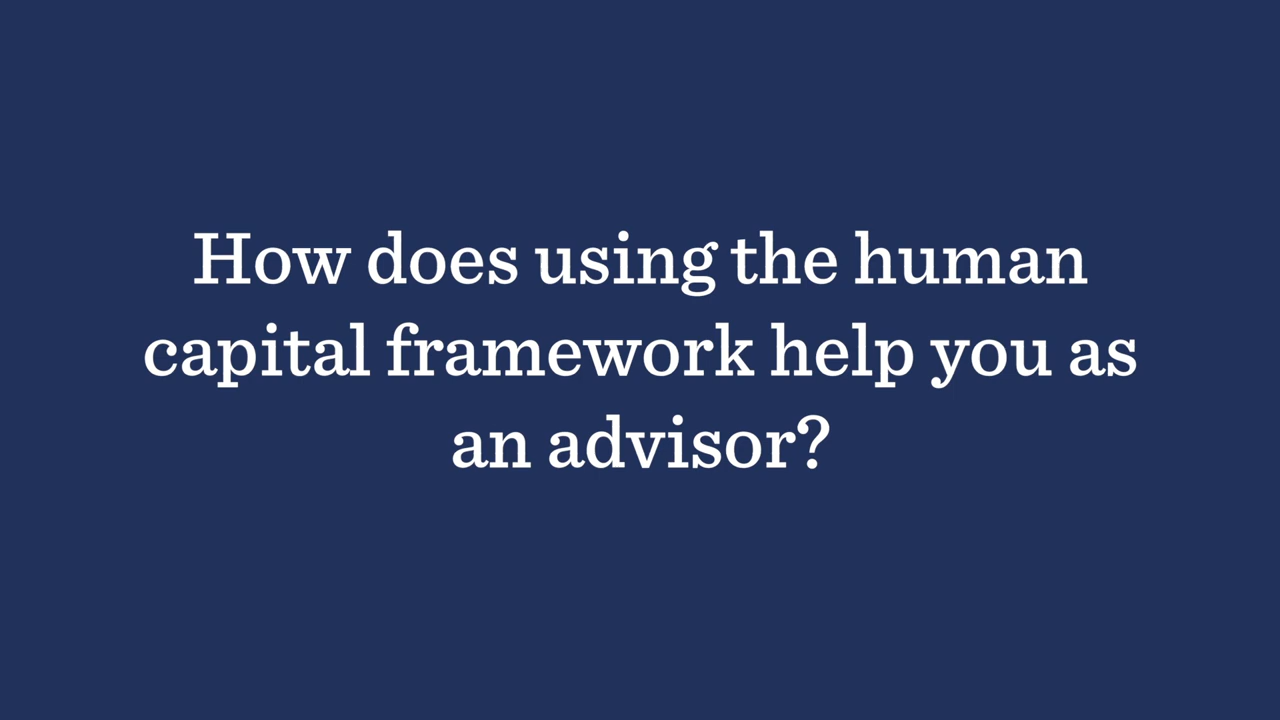 How does using the human
capital framework help you as
an advisor?